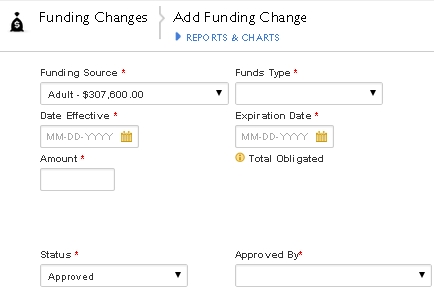 Funding Changes Add Funding Change
REPORTS & CHARTS
Funding Source * Funds Type *
Adult - $307,600.00
Date Effective * Expiration Date *
MM-DD-YYYY MM-DD-YYYY
Amount * Total Obligated
Status * Approved By*
Approved